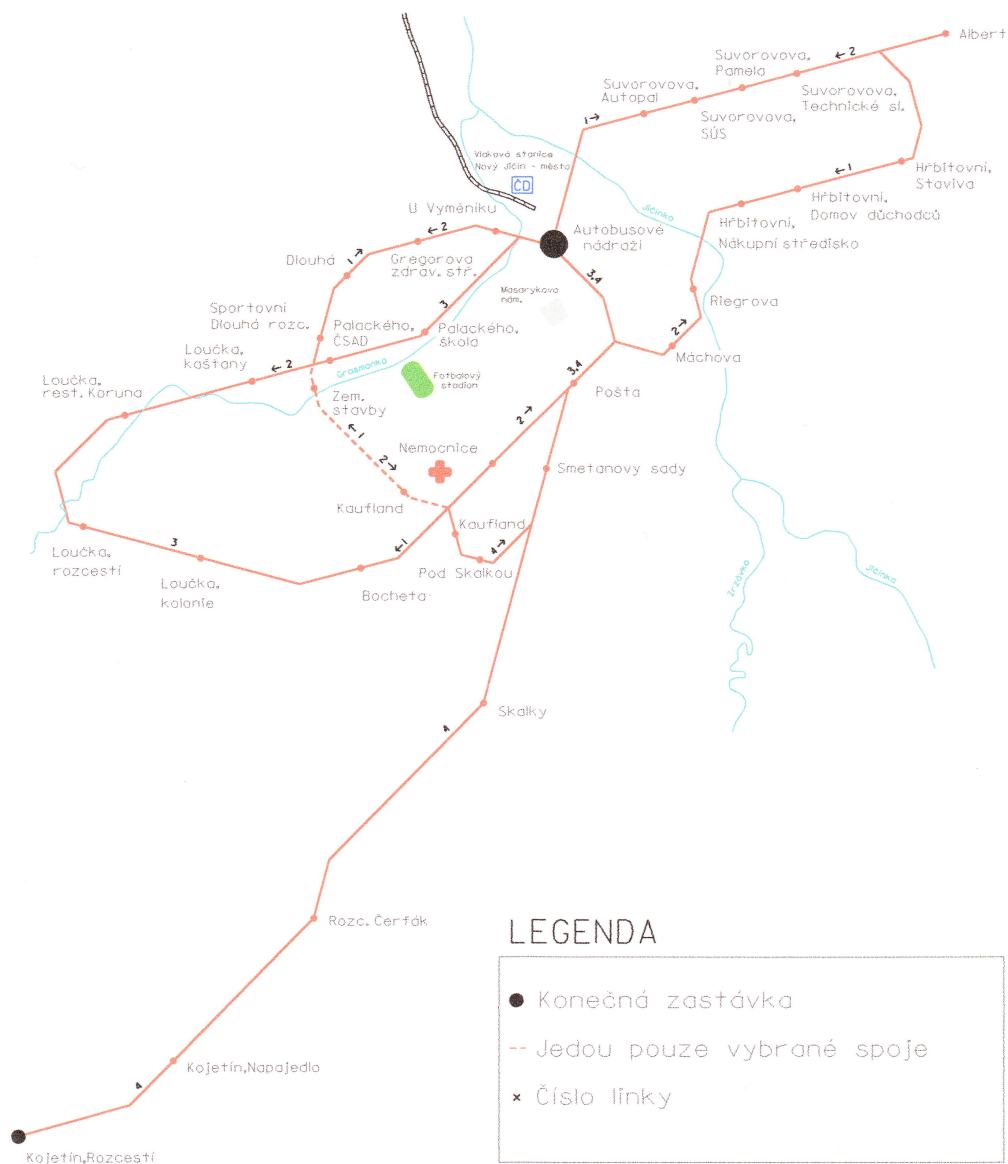 Albert
← 2
Suvorovova,
Pamela
Suvorovova,
Autopal
Suvorovova,
Technické sl.
Suvorovova,
SÚS
1 →
Vlaková stanice
Nový Jičín - město
ČD
← 1
Hřbitovní,
Staviva
Hřbitovní,
Domov důchodců
Hřbitovní,
Nákupní středisko
Jičínka
U Výměníku
← 2
Autobusové
nádraží
Dlouhá
1 →
Gregorova
zdrav. stř.
3,4
Masarykovo
nám.
Riegrova
Sportovní
Dlouhá rozc.
3
Palackého,
ČSAD
Palackého,
škola
2 →
Máchova
Loučka,
kaštany
← 2
Grasmanka
Fotbalový
stadion
3,4
Pošta
Loučka,
rest. Koruna
Zem.
stavby
← 1
2 →
2 →
Nemocnice
Smetanovy sady
Kaufland
Kaufland
Loučka,
rozcestí
3
← 1
4 →
Pod Skalkou
Loučka,
kolonie
Bocheta
Zrzávka
Jičínka
Skalky
4
Rozc. Čerťák
Kojetín,Napajedlo
4
Kojetín,Rozcestí
LEGENDA
Konečná zastávka
-- Jedou pouze vybrané spoje
× Číslo linky